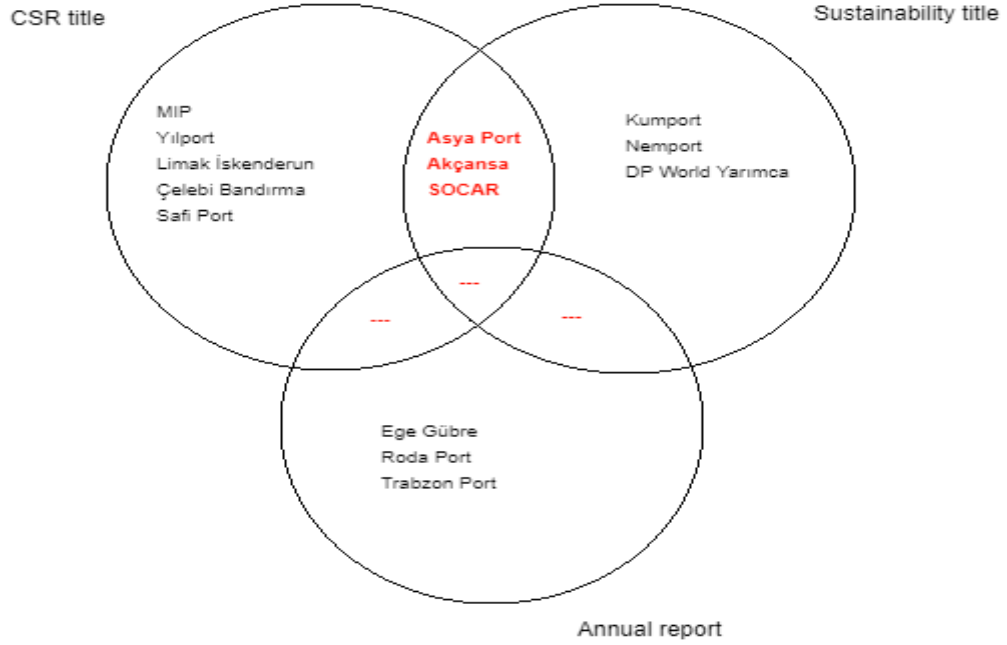 CSR title
Sustainability title
MIP
Yılport
Limak İskenderun
Çelebi Bandırma
Safi Port
Asya Port
Akçansa
SOCAR
Kumport
Nemport
DP World Yarımca
---
---
---
Ege Gübre
Roda Port
Trabzon Port
Annual report